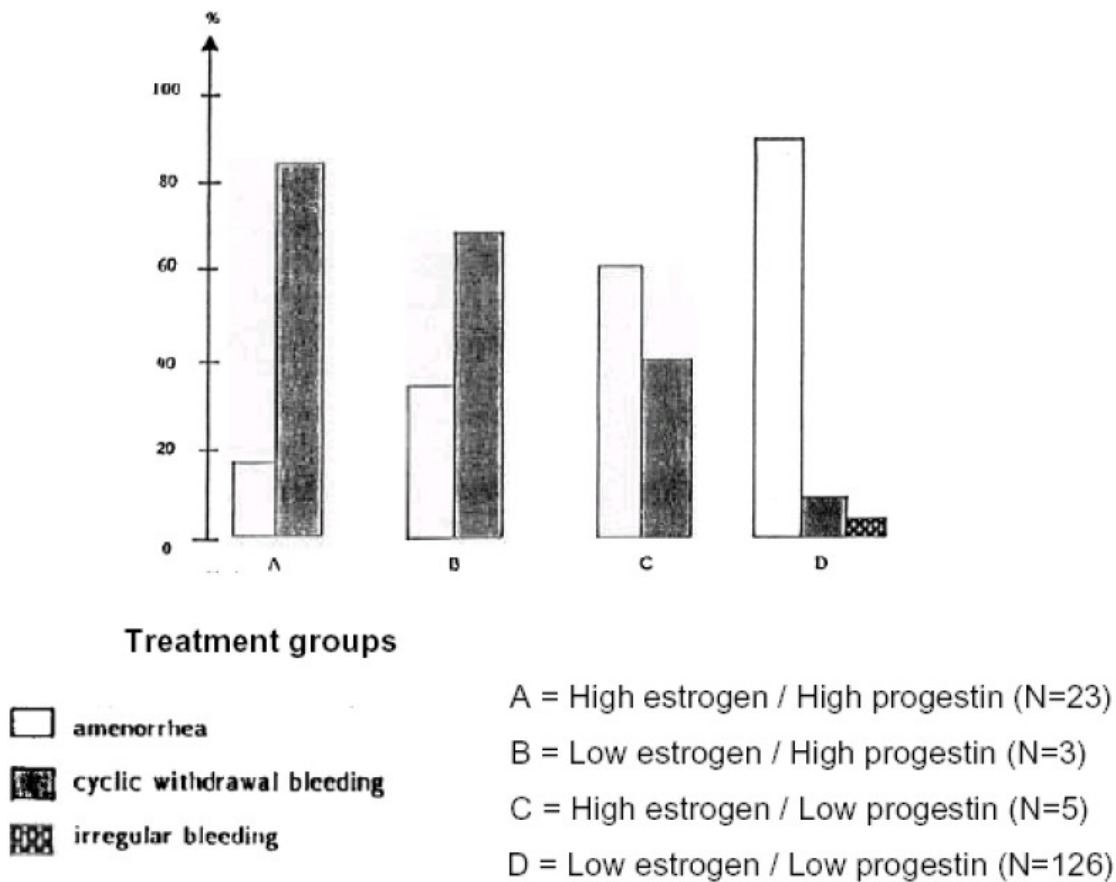 %
100
80
60
40
20
0
A B C D
Treatment groups
amenorrhea
cyclic withdrawal bleeding
irregular bleeding
A = High estrogen / High progestin (N=23)
B = Low estrogen / High progestin (N=3)
C = High estrogen / Low progestin (N=5)
D = Low estrogen / Low progestin (N=126)